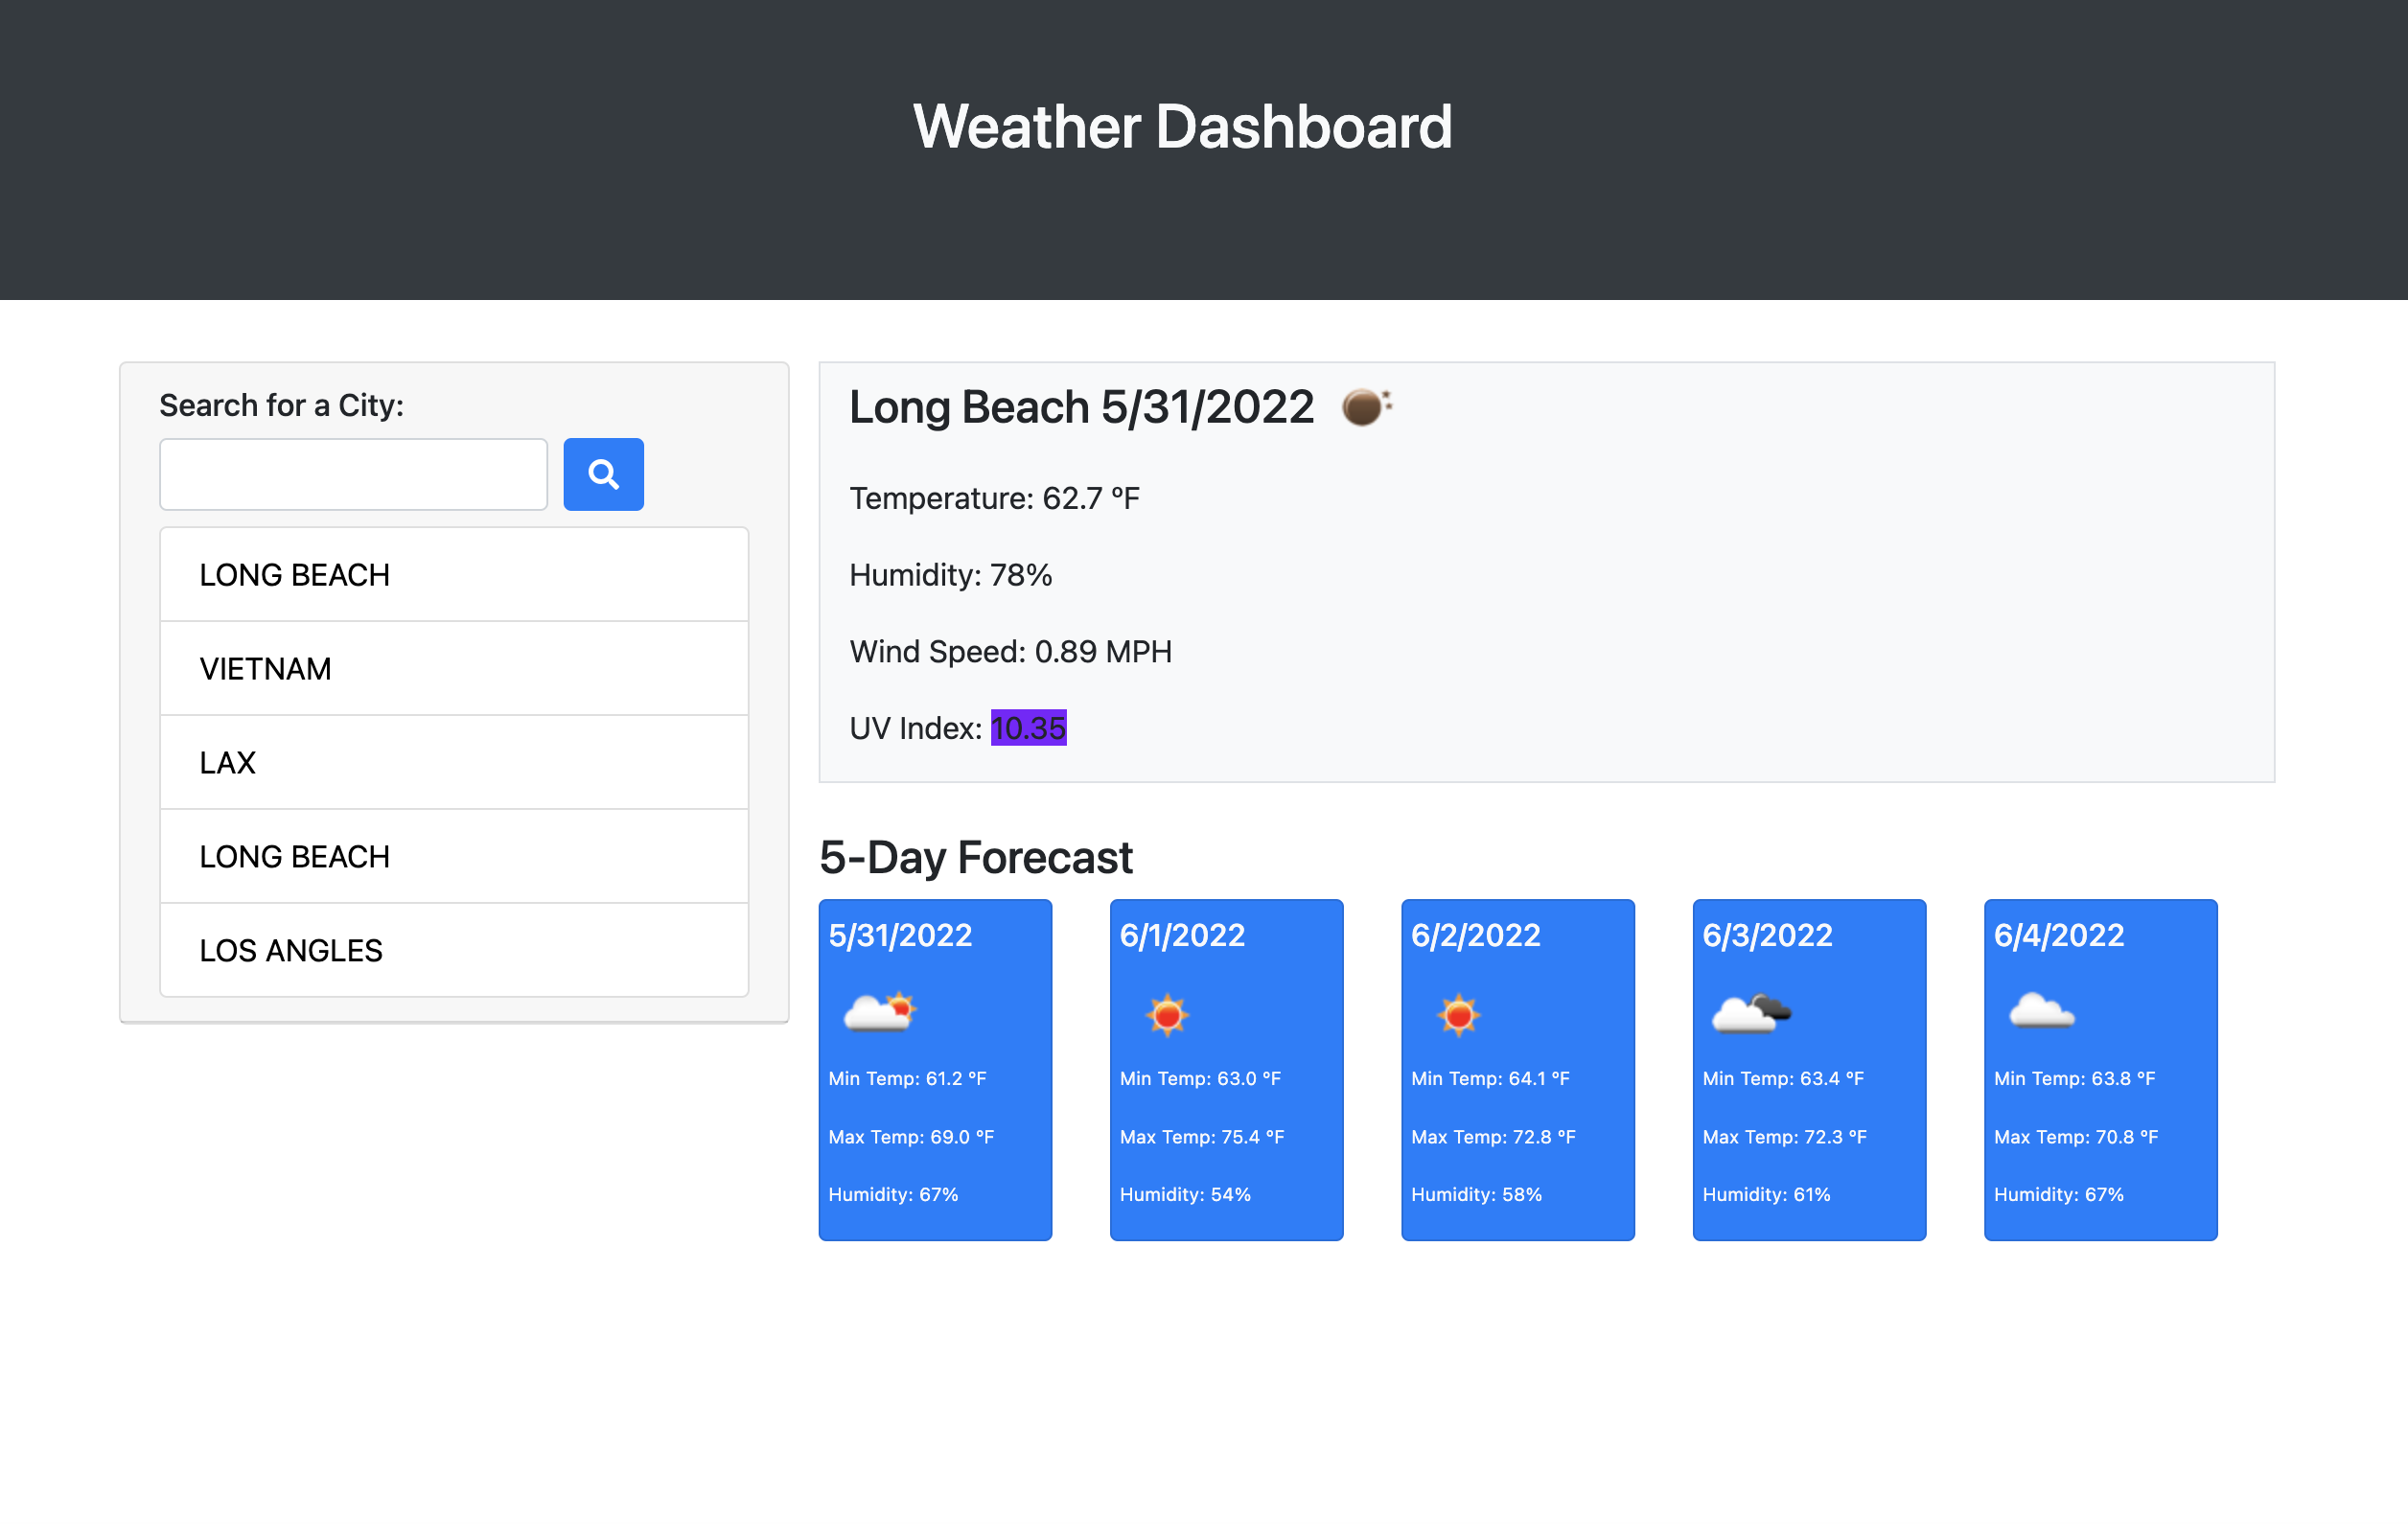 Weather Dashboard
Search for a City:
LONG BEACH
VIETNAM
LAX
LONG BEACH
LOS ANGLES
Long Beach 5/31/2022
Temperature: 62.7 °F
Humidity: 78%
Wind Speed: 0.89 MPH
UV Index: 10.35
5-Day Forecast
5/31/2022
Min Temp: 61.2 °F
Max Temp: 69.0 °F
Humidity: 67%
6/1/2022
Min Temp: 63.0 °F
Max Temp: 75.4 °F
Humidity: 54%
6/2/2022
Min Temp: 64.1 °F
Max Temp: 72.8 °F
Humidity: 58%
6/3/2022
Min Temp: 63.4 °F
Max Temp: 72.3 °F
Humidity: 61%
6/4/2022
Min Temp: 63.8 °F
Max Temp: 70.8 °F
Humidity: 67%